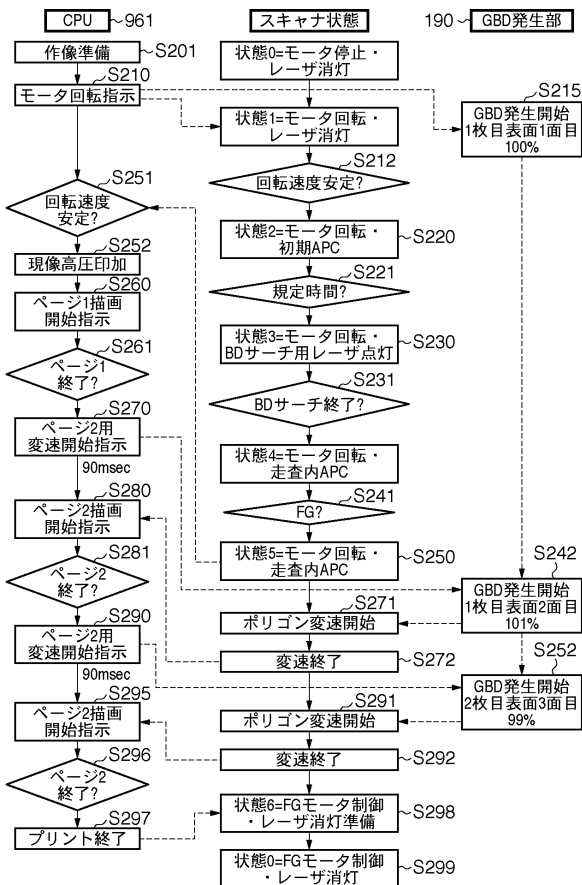 CPU
961
作像準備
S201
S210
モータ回転指示
S251
回転速度
安定?
S252
現像高圧印加
S260
ページ1描画
開始指示
S261
ページ1
終了?
S270
ページ2用
変速開始指示
90msec
S280
ページ2描画
開始指示
S281
ページ2
終了?
S290
ページ2用
変速開始指示
90msec
S295
ページ2描画
開始指示
S296
ページ2
終了?
S297
プリント終了
スキャナ状態
状態0=モータ停止・
レーザ消灯
状態1=モータ回転・
レーザ消灯
S212
回転速度安定?
状態2=モータ回転・
初期APC
S220
S221
規定時間?
状態3=モータ回転・
BDサーチ用レーザ点灯
S230
S231
BDサーチ終了?
状態4=モータ回転・
走査内APC
S241
FG?
状態5=モータ回転・
走査内APC
S250
S271
ポリゴン変速開始
変速終了
S272
S291
ポリゴン変速開始
変速終了
S292
状態6=FGモータ制御
・レーザ消灯準備
S298
状態0=FGモータ制御
・レーザ消灯
S299
190
GBD発生部
S215
GBD発生開始
1枚目表面1面目
100%
S242
GBD発生開始
1枚目表面2面目
101%
S252
GBD発生開始
2枚目表面3面目
99%